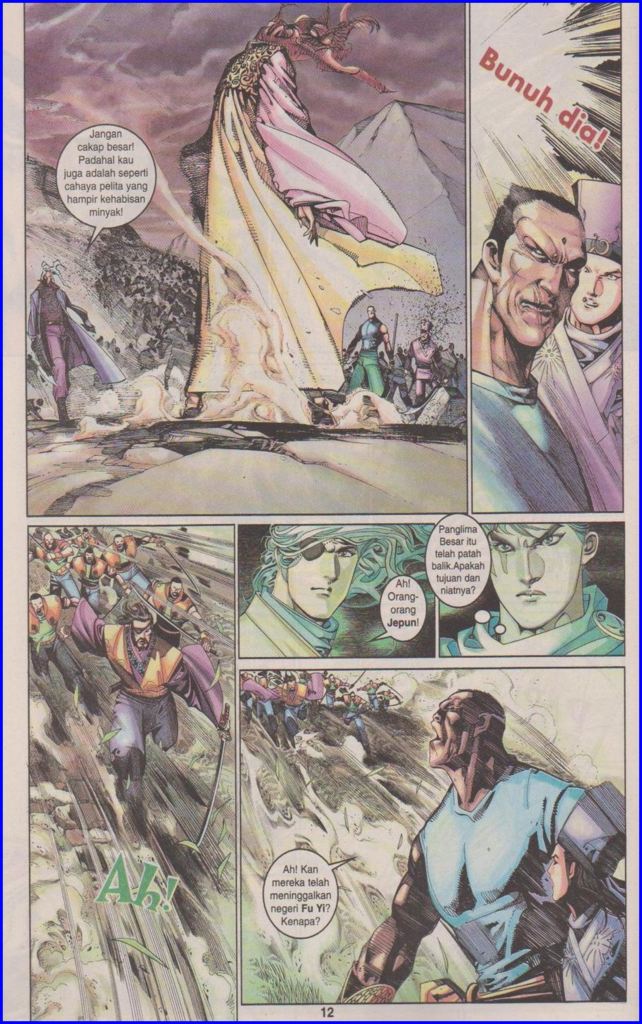 Jangan
cakap besar!
Padahal kau
juga adalah seperti
cahaya pelita yang
hampir kehabisan
minyak!
Bunuh dia!
Ah!
Ah!
Orang-
orang
Jepun!
Panglima
Besar itu
telah patah
balik.Apakah
tujuan dan
niatnya?
Ah! Kan
mereka telah
meninggalkan
negeri Fu Yi?
Kenapa?
12